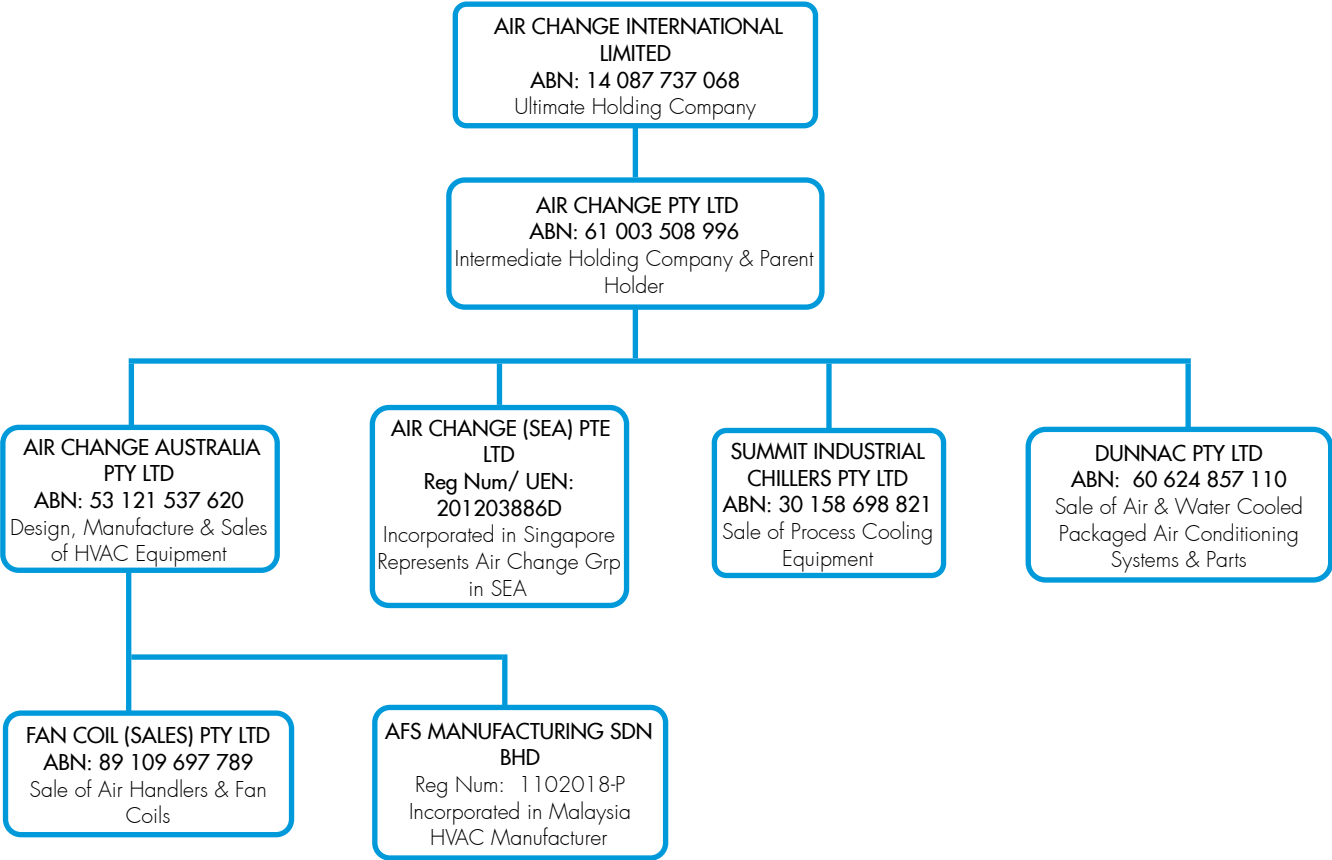 AIR CHANGE INTERNATIONAL
LIMITED
ABN: 14 087 737 068
Ultimate Holding Company
AIR CHANGE PTY LTD
ABN: 61 003 508 996
Intermediate Holding Company & Parent
Holder
AIR CHANGE AUSTRALIA
PTY LTD
ABN: 53 121 537 620
Design, Manufacture & Sales
of HVAC Equipment
AIR CHANGE (SEA) PTE
LTD
Reg Num/ UEN:
201203886D
Incorporated in Singapore
Represents Air Change Grp
in SEA
SUMMIT INDUSTRIAL
CHILLERS PTY LTD
ABN: 30 158 698 821
Sale of Process Cooling
Equipment
DUNNAC PTY LTD
ABN: 60 624 857 110
Sale of Air & Water Cooled
Packaged Air Conditioning
Systems & Parts
FAN COIL (SALES) PTY LTD
ABN: 89 109 697 789
Sale of Air Handlers & Fan
Coils
AFS MANUFACTURING SDN
BHD
Reg Num: 1102018-P
Incorporated in Malaysia
HVAC Manufacturer